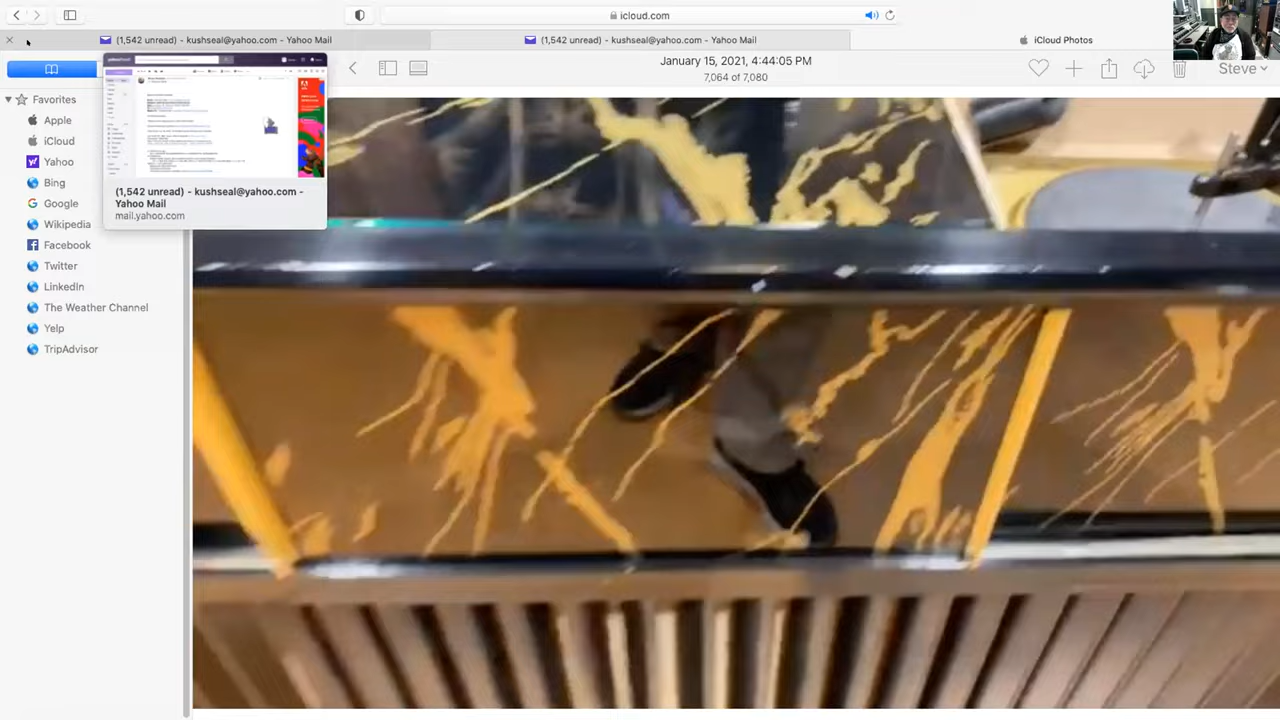 icloud.com
(1,542 unread) - kushseal@yahoo.com - Yahoo Mail
(1,542 unread) - kushseal@yahoo.com - Yahoo Mail
iCloud Photos
January 15, 2021, 4:44:05 PM
7,064 of 7,080
Steve
Favorites
Apple
iCloud
Yahoo
Bing
Google
Wikipedia
Facebook
Twitter
LinkedIn
The Weather Channel
Yelp
TripAdvisor
(1,542 unread) - kushseal@yahoo.com -
Yahoo Mail
mail.yahoo.com